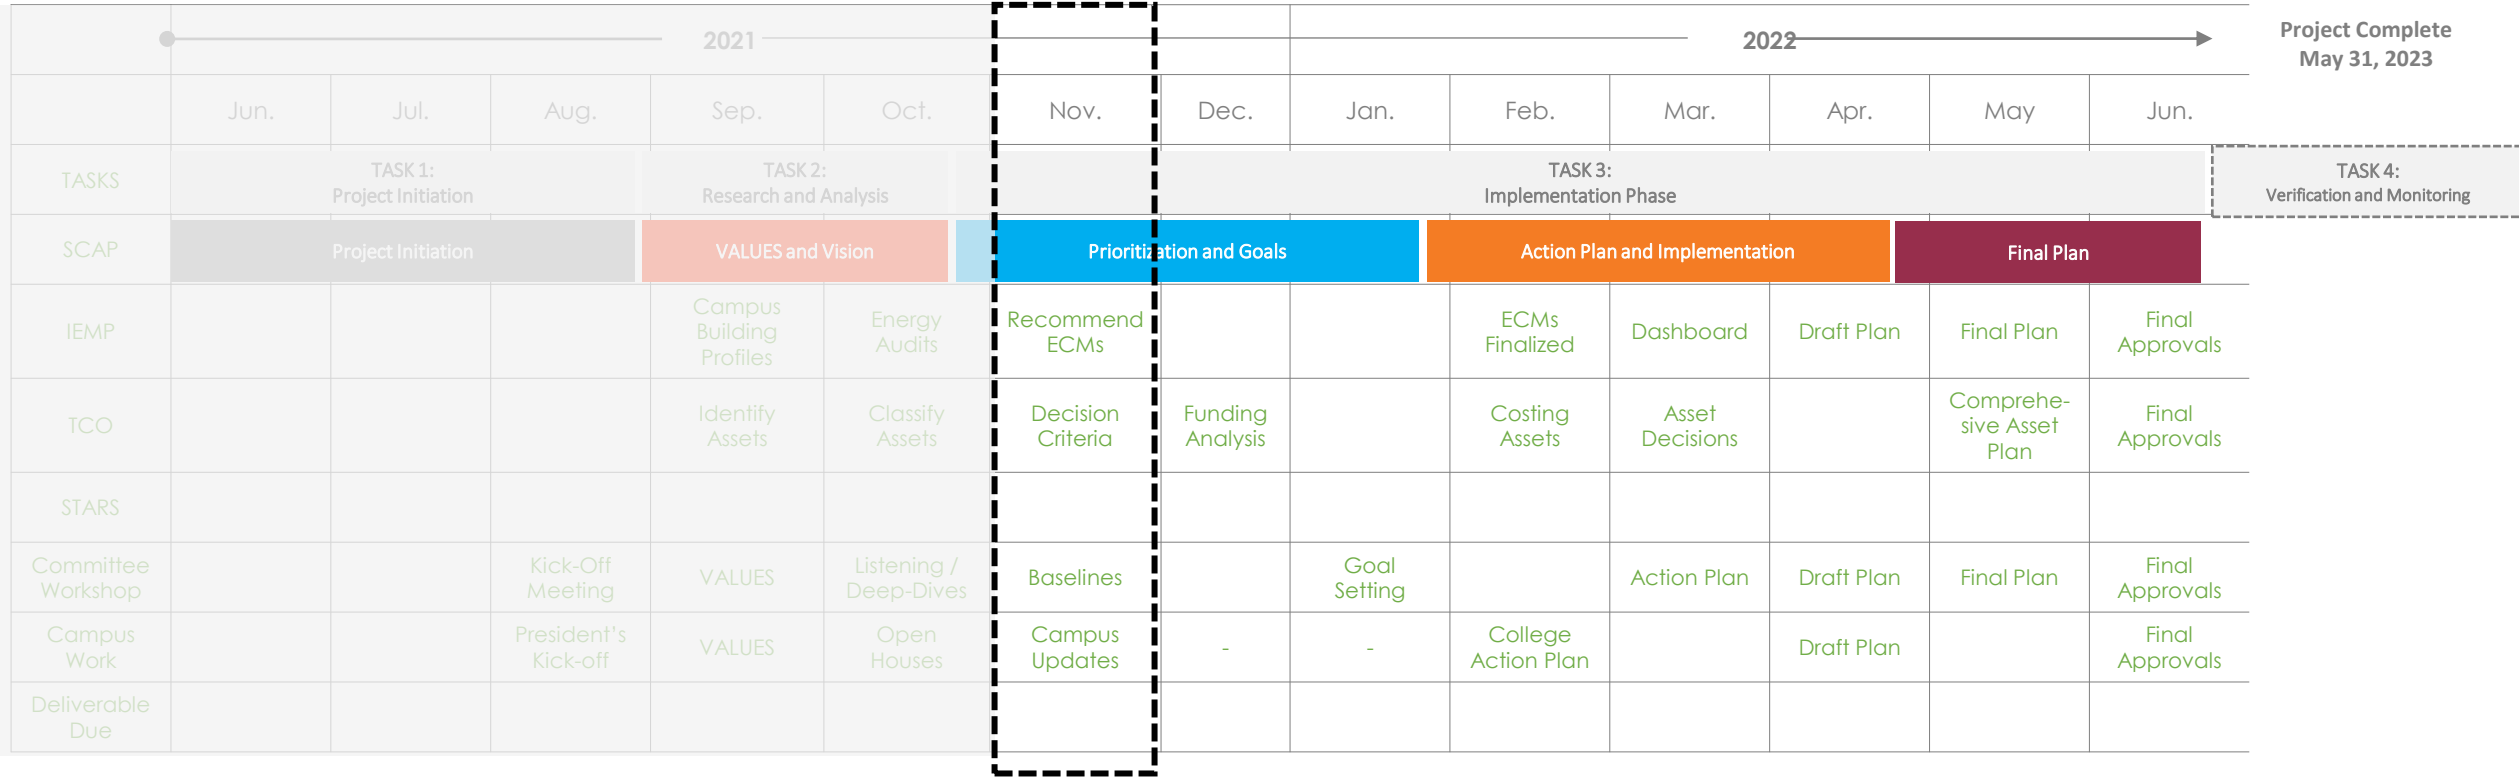 2021
2022
Project Complete
May 31, 2023
Jun.
Jul.
Aug.
Sep.
Oct.
Nov.
Dec.
Jan.
Feb.
Mar.
Apr.
May
Jun.
TASKS
TASK 1:
Project Initiation
TASK 2:
Research and Analysis
TASK 3:
Implementation Phase
TASK 4:
Verification and Monitoring
SCAP
Project Initiation
VALUES and Vision
Prioritization and Goals
Action Plan and Implementation
Final Plan
IEMP
Campus
Building
Profiles
Energy
Audits
Recommend
ECMs
ECMs
Finalized
Dashboard
Draft Plan
Final Plan
Final
Approvals
TCO
Identify
Assets
Classify
Assets
Decision
Criteria
Funding
Analysis
Costing
Assets
Asset
Decisions
Comprehe-
sive Asset
Plan
Final
Approvals
STARS
Committee
Workshop
Kick-Off
Meeting
VALUES
Listening /
Deep-Dives
Baselines
Goal
Setting
Action Plan
Draft Plan
Final Plan
Final
Approvals
Campus
Work
President's
Kick-off
VALUES
Open
Houses
Campus
Updates
-
-
College
Action Plan
Draft Plan
Final
Approvals
Deliverable
Due